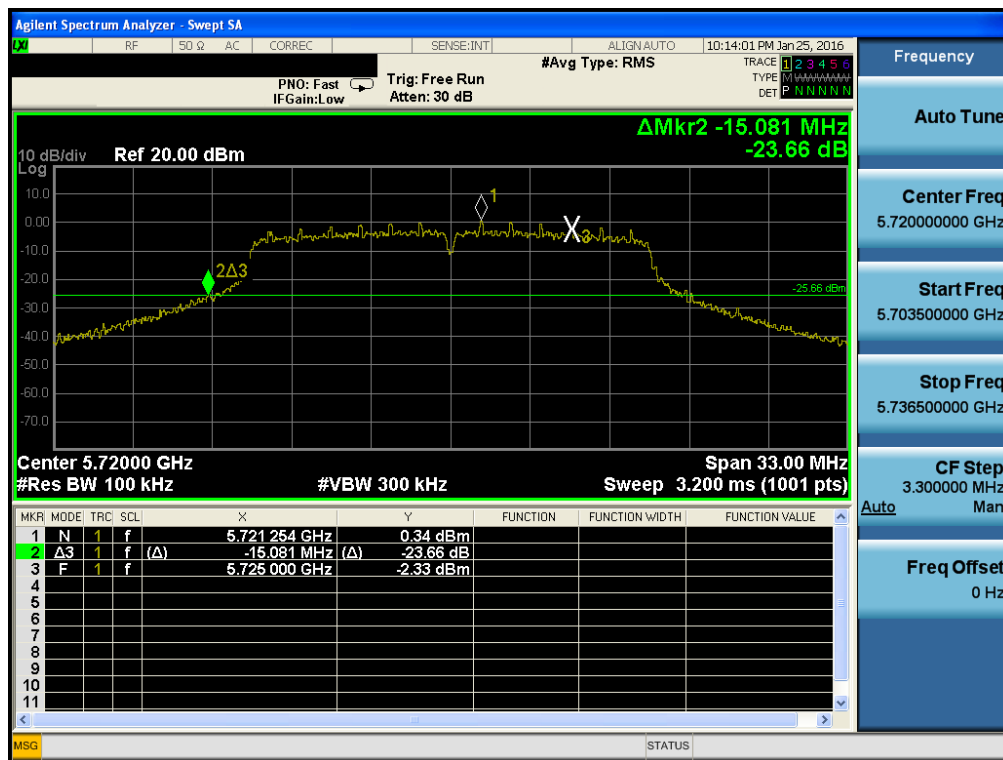 Agilent Spectrum Analyzer - Swept SA
LXI RF 50 Ω AC CORREC SENSE:INT ALIGN AUTO 10:14:01 PM Jan 25, 2016
#Avg Type: RMS TRACE 1 2 3 4 5 6
PNO: Fast Trig: Free Run TYPE M WWWWW
IFGain:Low Atten: 30 dB DET P N N N N N
ΔMkr2 -15.081 MHz
10 dB/div Ref 20.00 dBm -23.66 dB
Log
10.0
0.00
-10.0
-20.0
-30.0
-40.0
-50.0
-60.0
-70.0
1
3
2Δ3
-25.66 dBm
Center 5.72000 GHz Span 33.00 MHz
#Res BW 100 kHz #VBW 300 kHz Sweep 3.200 ms (1001 pts)
MKR MODE TRC SCL X Y FUNCTION FUNCTION WIDTH FUNCTION VALUE
1 N 1 f 5.721 254 GHz 0.34 dBm
2 Δ3 1 f (Δ) -15.081 MHz (Δ) -23.66 dB
3 F 1 f 5.725 000 GHz -2.33 dBm
4
5
6
7
8
9
10
11
MSG STATUS
Frequency
Auto Tune
Center Freq
5.720000000 GHz
Start Freq
5.703500000 GHz
Stop Freq
5.736500000 GHz
CF Step
3.300000 MHz
Auto Man
Freq Offset
0 Hz